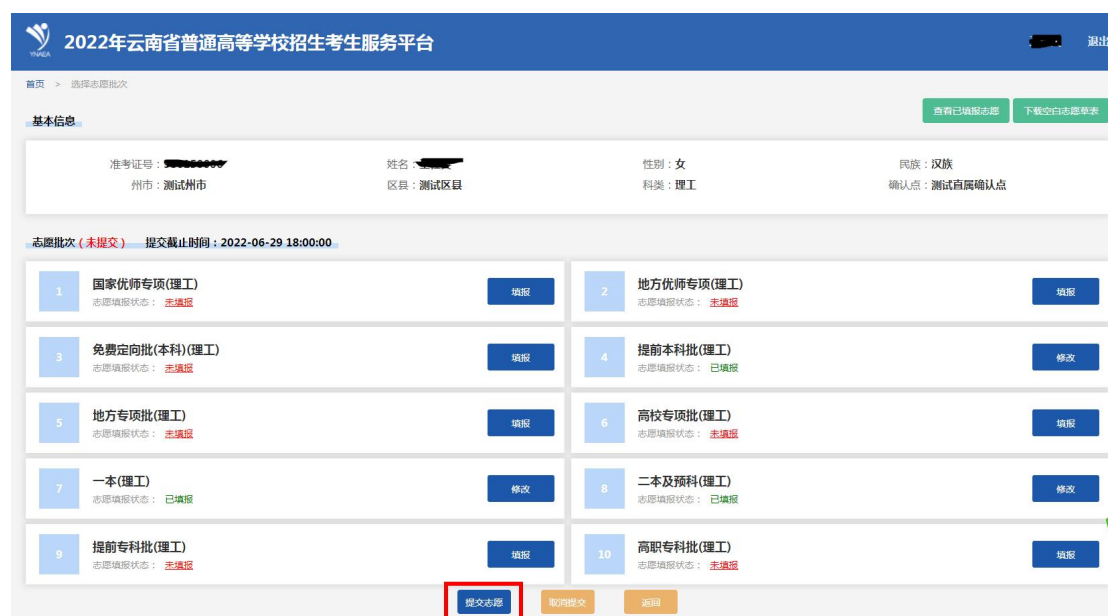 YNAEA
2022年云南省普通高等学校招生考生服务平台
退出
首页 > 选择志愿批次
查看已填报志愿 下载空白志愿草表
基本信息
准考证号： 姓名： 性别：女 民族：汉族
州市：测试州市 区县：测试区县 科类：理工 确认点：测试直属确认点
志愿批次（未提交） 提交截止时间：2022-06-29 18:00:00
1 国家优师专项(理工) 填报 2 地方优师专项(理工) 填报
志愿填报状态： 未填报 志愿填报状态： 未填报
3 免费定向批(本科)(理工) 填报 4 提前本科批(理工) 修改
志愿填报状态： 未填报 志愿填报状态： 已填报
5 地方专项批(理工) 填报 6 高校专项批(理工) 填报
志愿填报状态： 未填报 志愿填报状态： 未填报
7 一本(理工) 修改 8 二本及预科(理工) 修改
志愿填报状态： 已填报 志愿填报状态： 已填报
9 提前专科批(理工) 填报 10 高职专科批(理工) 填报
志愿填报状态： 未填报 志愿填报状态： 未填报
提交志愿 取消提交 返回